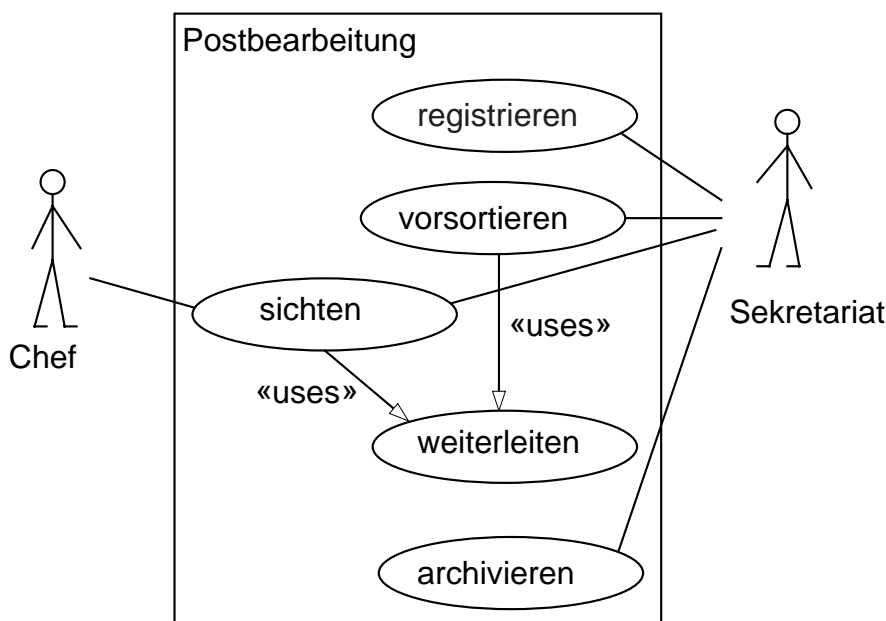 Postbearbeitung
registrieren
vorsortieren
sichten
«uses»
Sekretariat
Chef
«uses»
weiterleiten
archivieren